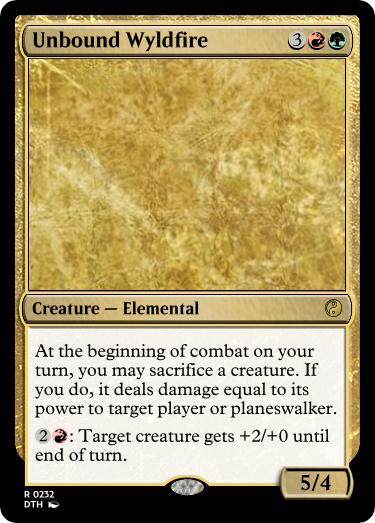 Unbound Wyldfire 3
Creature — Elemental
At the beginning of combat on your
turn, you may sacrifice a creature. If
you do, it deals damage equal to its
power to target player or planeswalker.
2 : Target creature gets +2/+0 until
end of turn.
5/4
R 0232
DTH